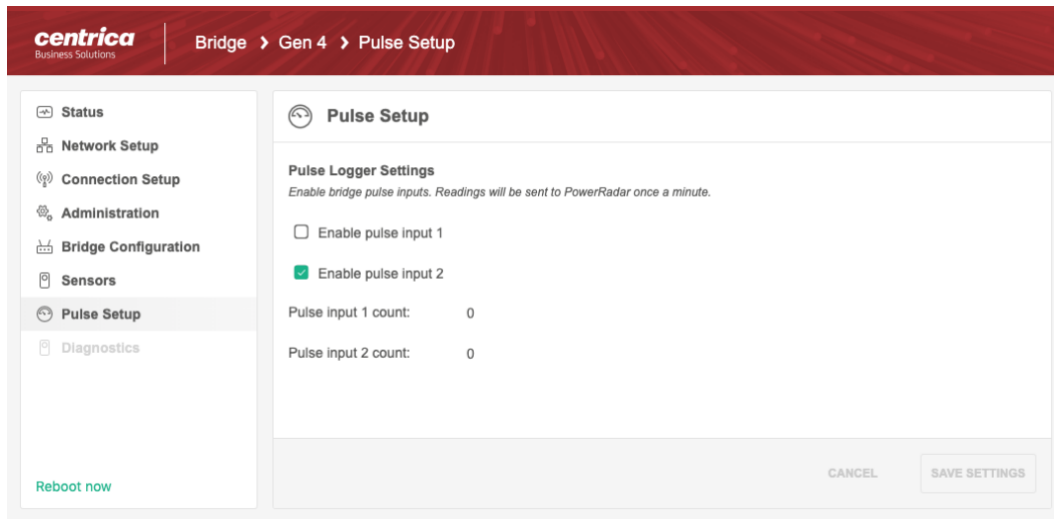 centrica
Business Solutions
Bridge > Gen 4 > Pulse Setup
Status
Network Setup
Connection Setup
Administration
Bridge Configuration
Sensors
Pulse Setup
Diagnostics
Reboot now
Pulse Setup
Pulse Logger Settings
Enable bridge pulse inputs. Readings will be sent to PowerRadar once a minute.
Enable pulse input 1
Enable pulse input 2
Pulse input 1 count: 0
Pulse input 2 count: 0
CANCEL SAVE SETTINGS